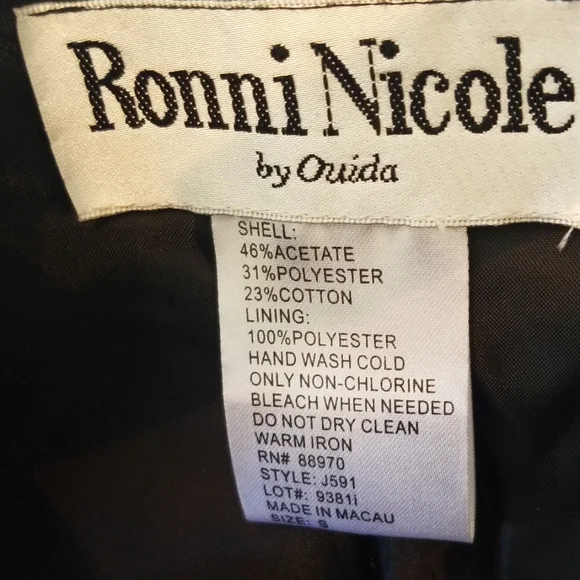 Ronni Nicole
by Ouida
SHELL:
46%ACETATE
31%POLYESTER
23%COTTON
LINING:
100%POLYESTER
HAND WASH COLD
ONLY NON-CHLORINE
BLEACH WHEN NEEDED
DO NOT DRY CLEAN
WARM IRON
RN# 88970
STYLE: J591
LOT#: 9381i
MADE IN MACAU
SIZE: S